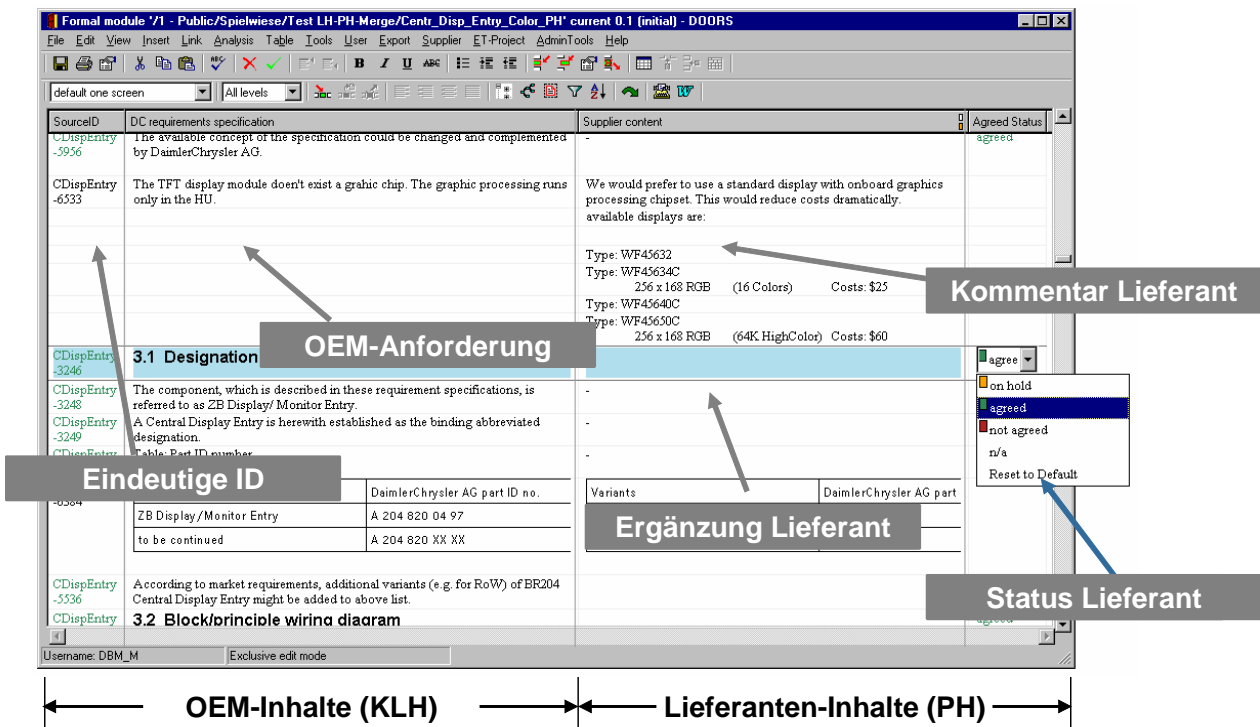 Formal module '/1 - Public/Spielwiese/Test LH-PH-Merge/Centr_Disp_Entry_Color_PH' current 0.1 (initial) - DOORS
File Edit View Insert Link Analysis Table Tools User Export Supplier ET-Project AdminTools Help
default one screen All levels
SourceID DC requirements specification Supplier content Agreed Status
CDispEntry The available concept of the specification could be changed and complemented - agreed
-5956 by DaimlerChrysler AG.
CDispEntry The TFT display module doen't exist a grahic chip. The graphic processing runs We would prefer to use a standard display with onboard graphics
-6533 only in the HU. processing chipset. This would reduce costs dramatically.
available displays are:
Type: WF45632
Type: WF45634C
256 x 168 RGB (16 Colors) Costs: $25
Kommentar Lieferant
Type: WF45640C
Type: WF45650C
256 x 168 RGB (64K HighColor) Costs: $60
OEM-Anforderung
CDispEntry 3.1 Designation agree
-3246
on hold
agreed
not agreed
n/a
Reset to Default
CDispEntry The component, which is described in these requirement specifications, is -
-3248 referred to as ZB Display/ Monitor Entry.
CDispEntry A Central Display Entry is herewith established as the binding abbreviated -
-3249 designation.
CDispEntry Table: Part ID number -
Eindeutige ID
-6384 DaimlerChrysler AG part ID no. Variants DaimlerChrysler AG part
ZB Display/Monitor Entry A 204 820 04 97
to be continued A 204 820 XX XX
Ergänzung Lieferant
CDispEntry According to market requirements, additional variants (e.g. for RoW) of BR204
-5536 Central Display Entry might be added to above list.
Status Lieferant
CDispEntry 3.2 Block/principle wiring diagram agreed
Username: DBM_M Exclusive edit mode
OEM-Inhalte (KLH) Lieferanten-Inhalte (PH)